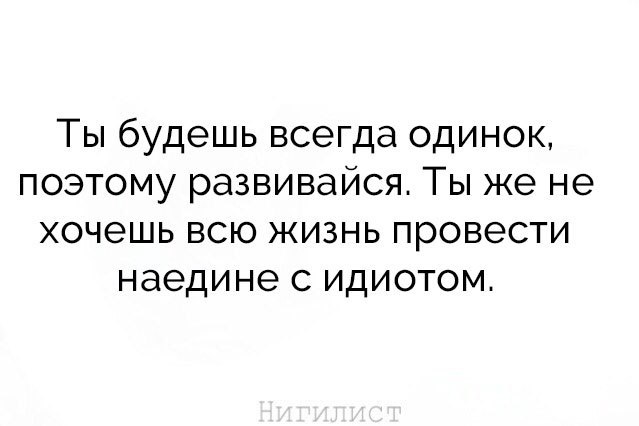 Ты будешь всегда одинок,
поэтому развивайся. Ты же не
хочешь всю жизнь провести
наедине с идиотом.
Нигилист